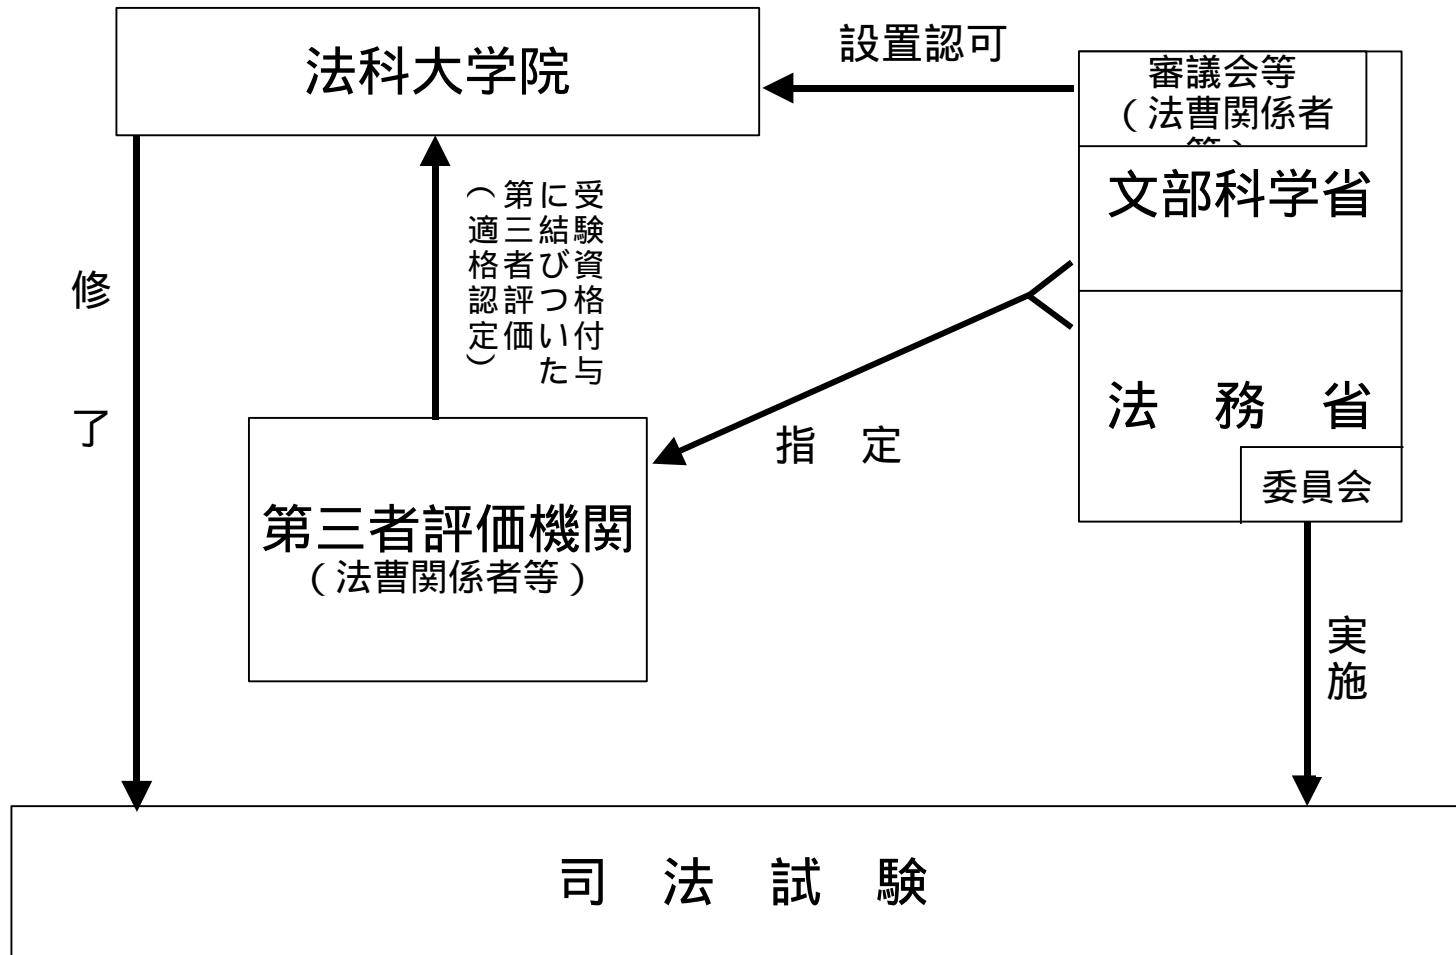 法科大学院
設置認可
審議会等
（法曹関係者
等）
文部科学省
受験資格付与
に結びついた
第三者評価
（適格認定）
修了
法　務　省
指　定
委員会
第三者評価機関
（法曹関係者等）
実施
司　法　試　験